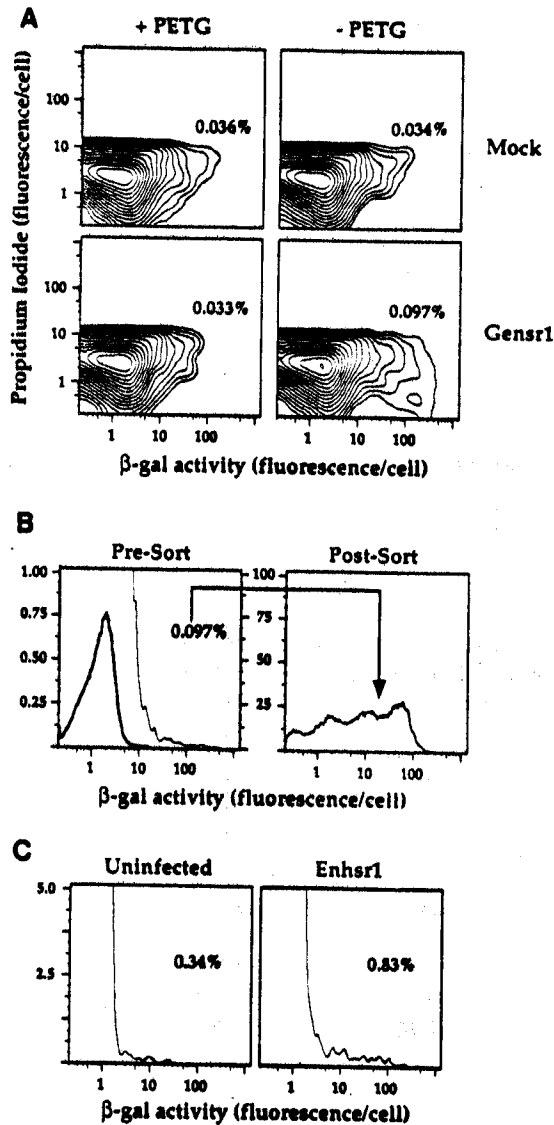 A
+ PETG
- PETG
Propidium Iodide (fluorescence/cell)
100
10
1
0.036%
0.034%
Mock
100
10
1
0.033%
0.097%
Gensr1
1 10 100
1 10 100
β-gal activity (fluorescence/cell)
B
Pre-Sort
Post-Sort
1.00
0.75
0.50
0.25
0.097%
100
75
50
25
1 10 100
1 10 100
β-gal activity (fluorescence/cell)
C
Uninfected
Enhsr1
5.0
2.5
0.34%
0.83%
1 10 100
1 10 100
β-gal activity (fluorescence/cell)